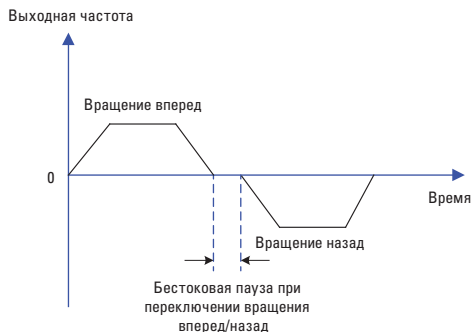 Выходная частота
Вращение вперед
0
Время
Вращение назад
Бестоковая пауза при
переключении вращения
вперед/назад